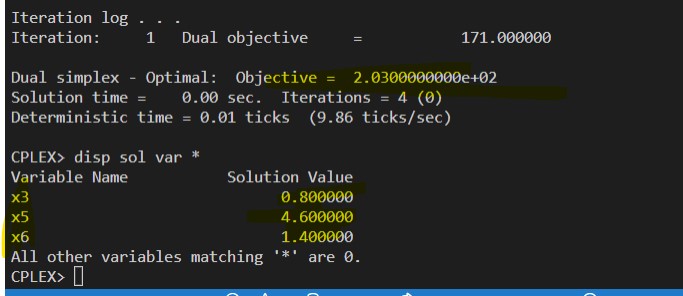 Iteration log . . .
Iteration: 1 Dual objective = 171.000000
Dual simplex - Optimal: Objective = 2.0300000000e+02
Solution time = 0.00 sec. Iterations = 4 (0)
Deterministic time = 0.01 ticks (9.86 ticks/sec)
CPLEX> disp sol var *
Variable Name Solution Value
x3 0.800000
x5 4.600000
x6 1.400000
All other variables matching '*' are 0.
CPLEX>